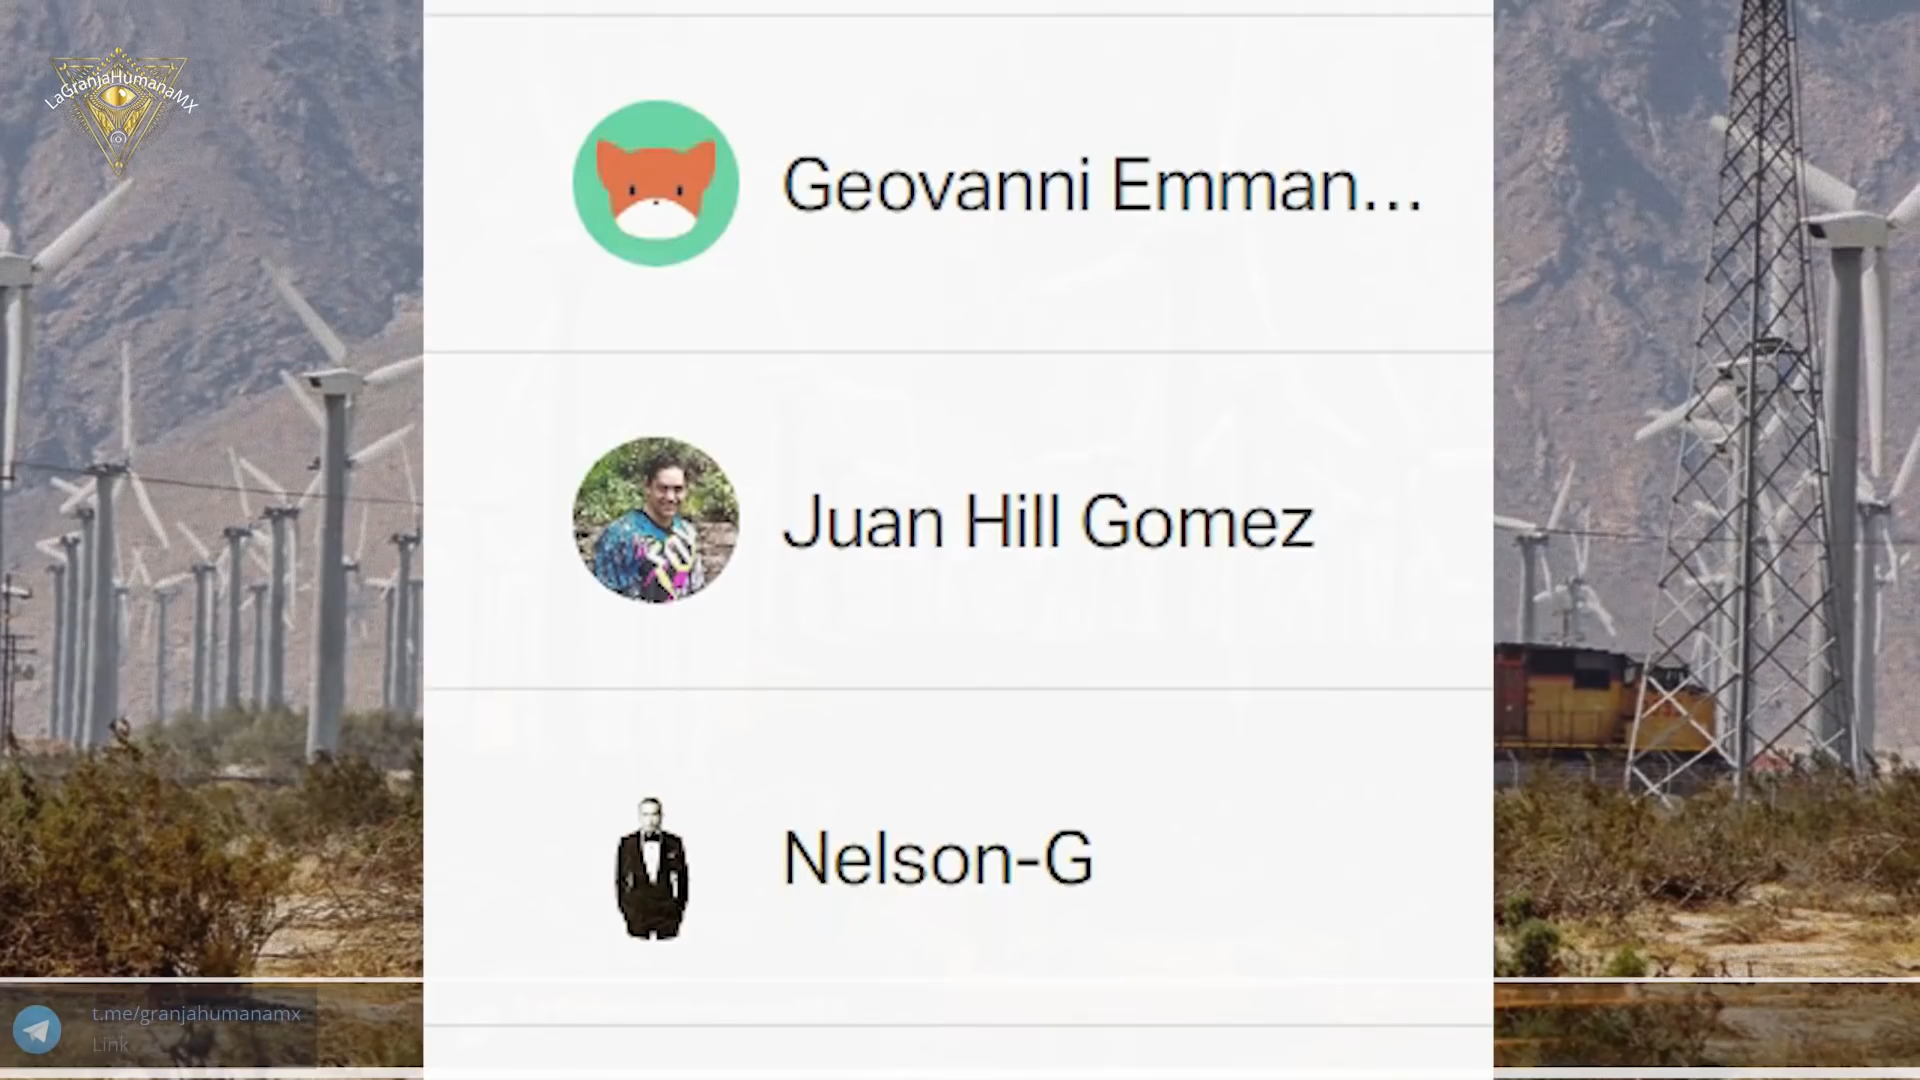 LaGranjaHumanaMX
Geovanni Emman...
Juan Hill Gomez
Nelson-G
t.me/granjahumanamx
Link